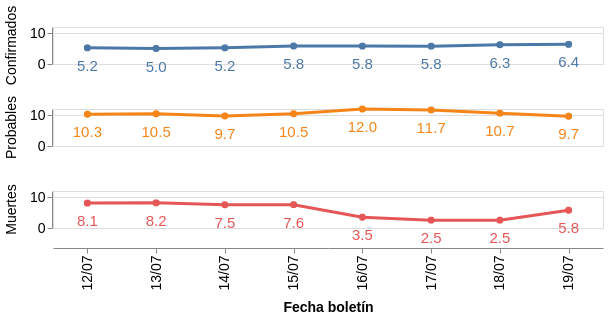 Confirmados
10
0
5.2 5.0 5.2 5.8 5.8 5.8 6.3 6.4
Probables
10
0
10.3 10.5 9.7 10.5 12.0 11.7 10.7 9.7
Muertes
10
0
8.1 8.2 7.5 7.6 3.5 2.5 2.5 5.8
12/07 13/07 14/07 15/07 16/07 17/07 18/07 19/07
Fecha boletín